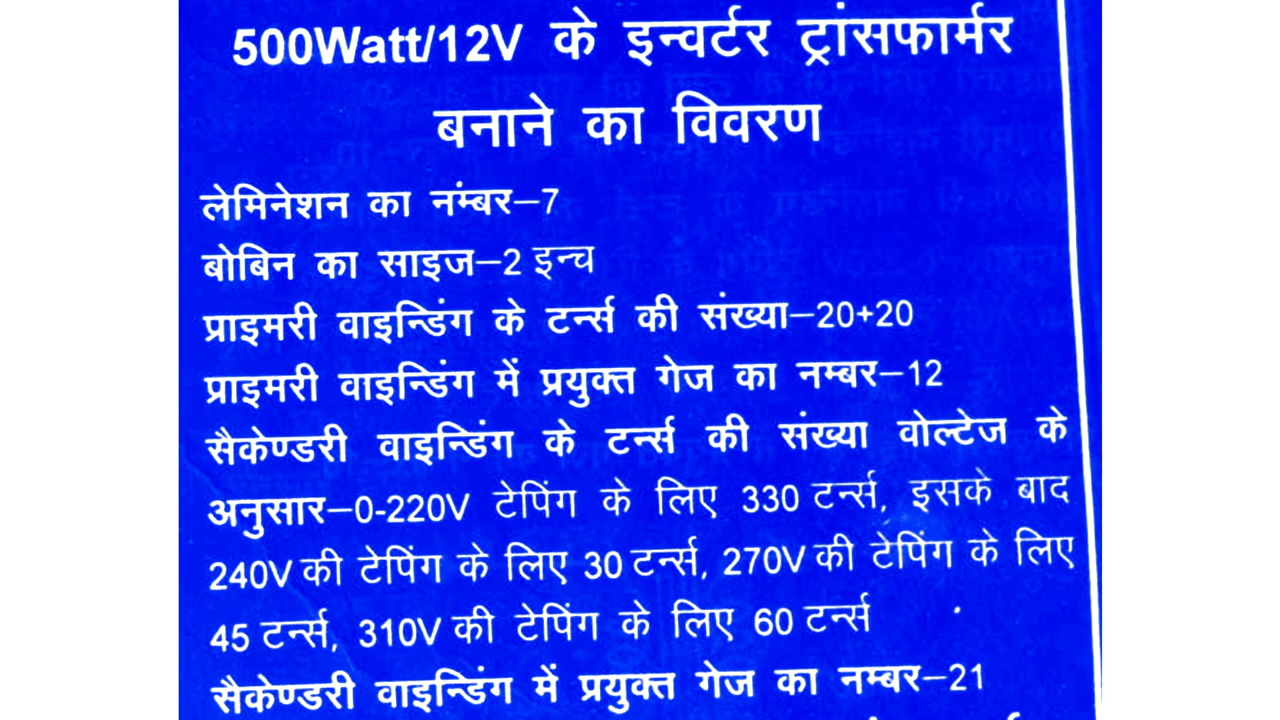 500Watt/12V के इन्वर्टर ट्रांसफार्मर
बनाने का विवरण
लेमिनेशन का नंम्बर–7
बोबिन का साइज–2 इन्च
प्राइमरी वाइन्डिंग के टर्न्स की संख्या–20+20
प्राइमरी वाइन्डिंग में प्रयुक्त गेज का नम्बर–12
सैकेण्डरी वाइन्डिंग के टर्न्स की संख्या वोल्टेज के
अनुसार–0-220V टेपिंग के लिए 330 टर्न्स, इसके बाद
240V की टेपिंग के लिए 30 टर्न्स, 270V की टेपिंग के लिए
45 टर्न्स, 310V की टेपिंग के लिए 60 टर्न्स
सैकेण्डरी वाइन्डिंग में प्रयुक्त गेज का नम्बर–21